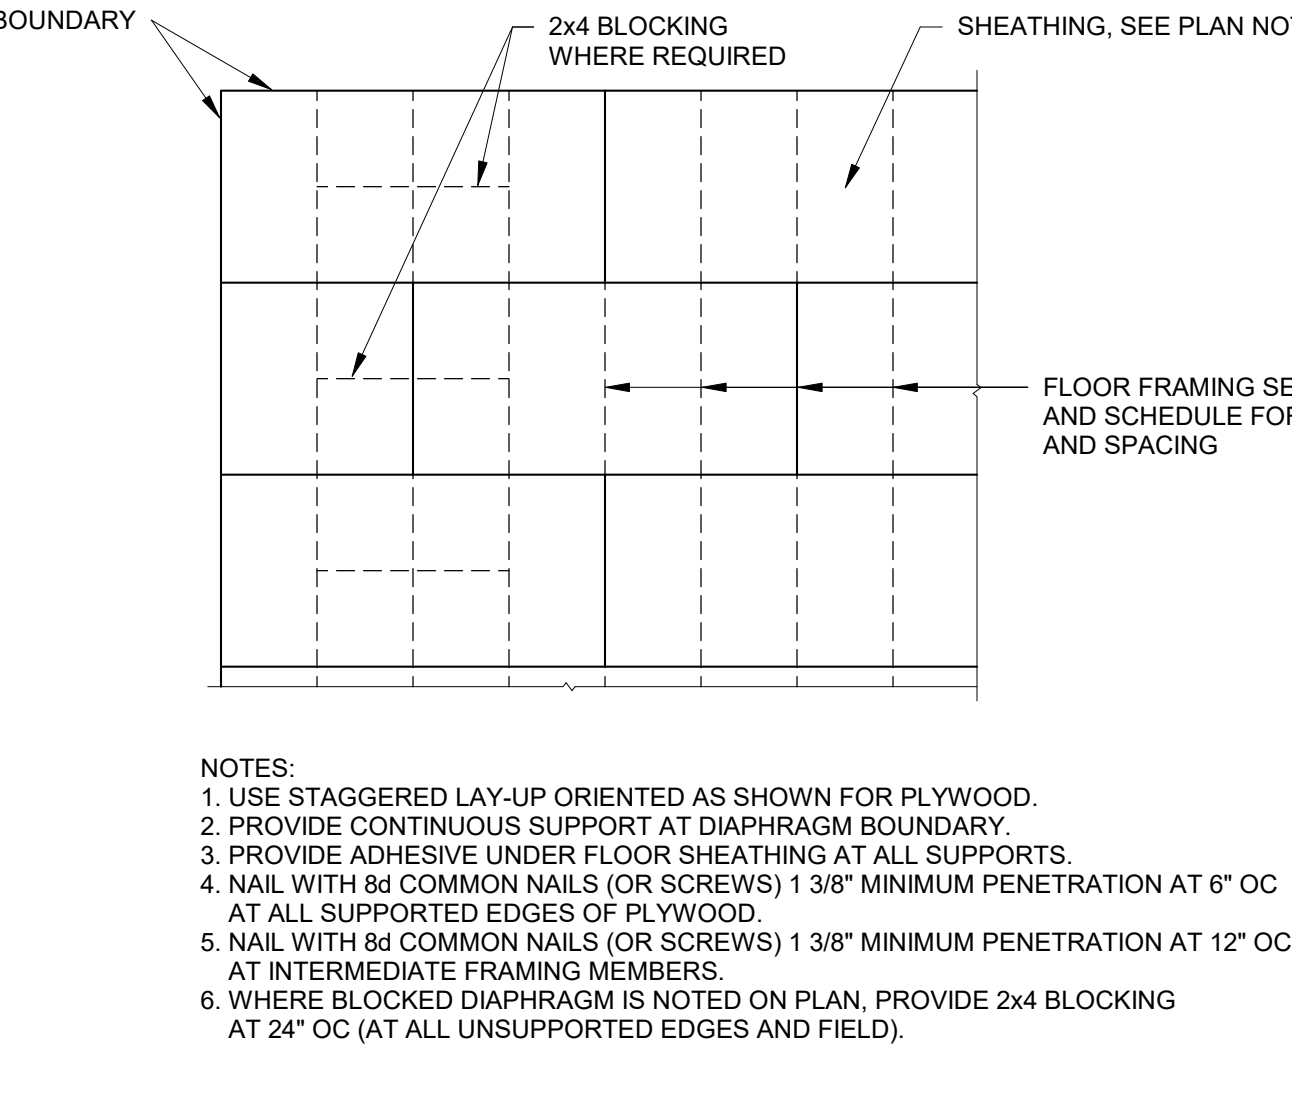 BOUNDARY
2x4 BLOCKING
WHERE REQUIRED
SHEATHING, SEE PLAN
FLOOR FRAMING
AND SCHEDULE
AND SPACING
NOTES:
1. USE STAGGERED LAY-UP ORIENTED AS SHOWN FOR PLYWOOD.
2. PROVIDE CONTINUOUS SUPPORT AT DIAPHRAGM BOUNDARY.
3. PROVIDE ADHESIVE UNDER FLOOR SHEATHING AT ALL SUPPORTS.
4. NAIL WITH 8d COMMON NAILS (OR SCREWS) 1 3/8" MINIMUM PENETRATION AT 6" OC
AT ALL SUPPORTED EDGES OF PLYWOOD.
5. NAIL WITH 8d COMMON NAILS (OR SCREWS) 1 3/8" MINIMUM PENETRATION AT 12" OC
AT INTERMEDIATE FRAMING MEMBERS.
6. WHERE BLOCKED DIAPHRAGM IS NOTED ON PLAN, PROVIDE 2x4 BLOCKING
AT 24" OC (AT ALL UNSUPPORTED EDGES AND FIELD).